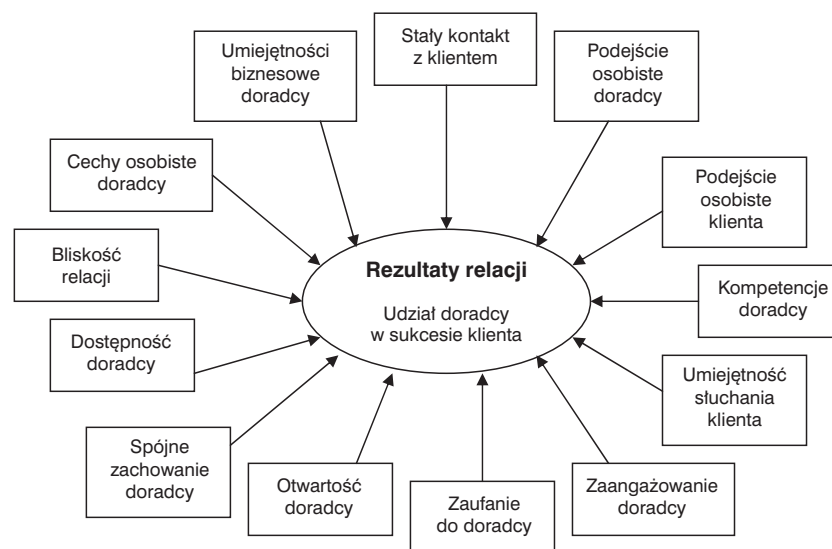 Stały kontakt
z klientem
Umiejętności
biznesowe
doradcy
Podejście
osobiste
doradcy
Cechy osobiste
doradcy
Podejście
osobiste
klienta
Bliskość
relacji
Rezultaty relacji
Udział doradcy
w sukcesie klienta
Kompetencje
doradcy
Dostępność
doradcy
Umiejętność
słuchania
klienta
Spójne
zachowanie
doradcy
Otwartość
doradcy
Zaufanie
do doradcy
Zaangażowanie
doradcy